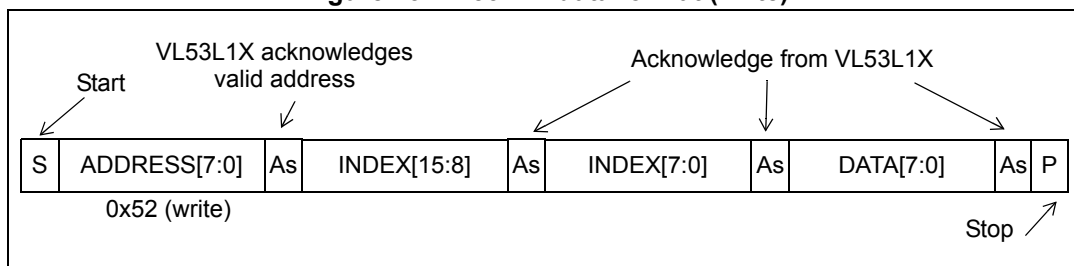 VL53L1X acknowledges
valid address
Acknowledge from VL53L1X
Start
S ADDRESS[7:0] As INDEX[15:8] As INDEX[7:0] As DATA[7:0] As P
0x52 (write)
Stop